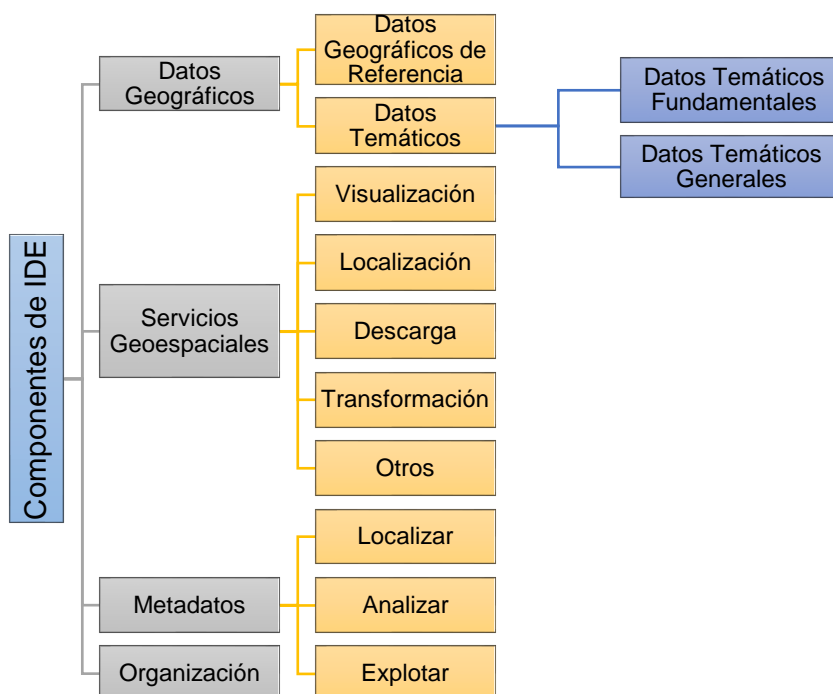 Componentes de IDE
Datos
Geográficos
Datos
Geográficos de
Referencia
Datos
Temáticos
Datos Temáticos
Fundamentales
Datos Temáticos
Generales
Servicios
Geoespaciales
Visualización
Localización
Descarga
Transformación
Otros
Metadatos
Localizar
Analizar
Explotar
Organización